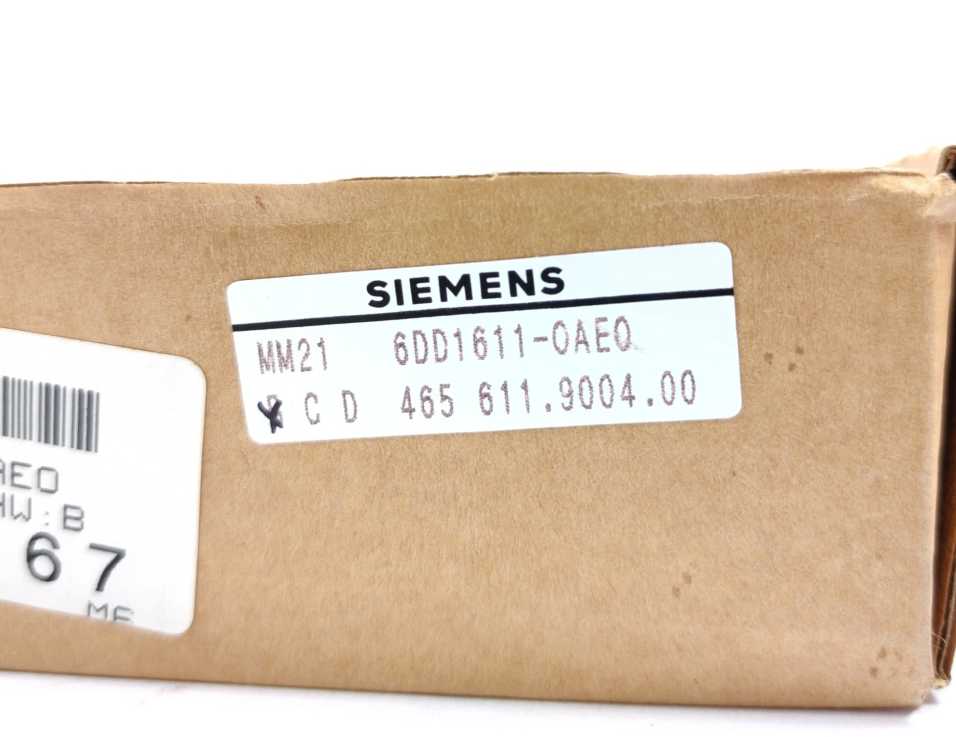 SIEMENS
MM21 6DD1611-0AE0
B C D 465 611.9004.00
AE0
HW:B
67